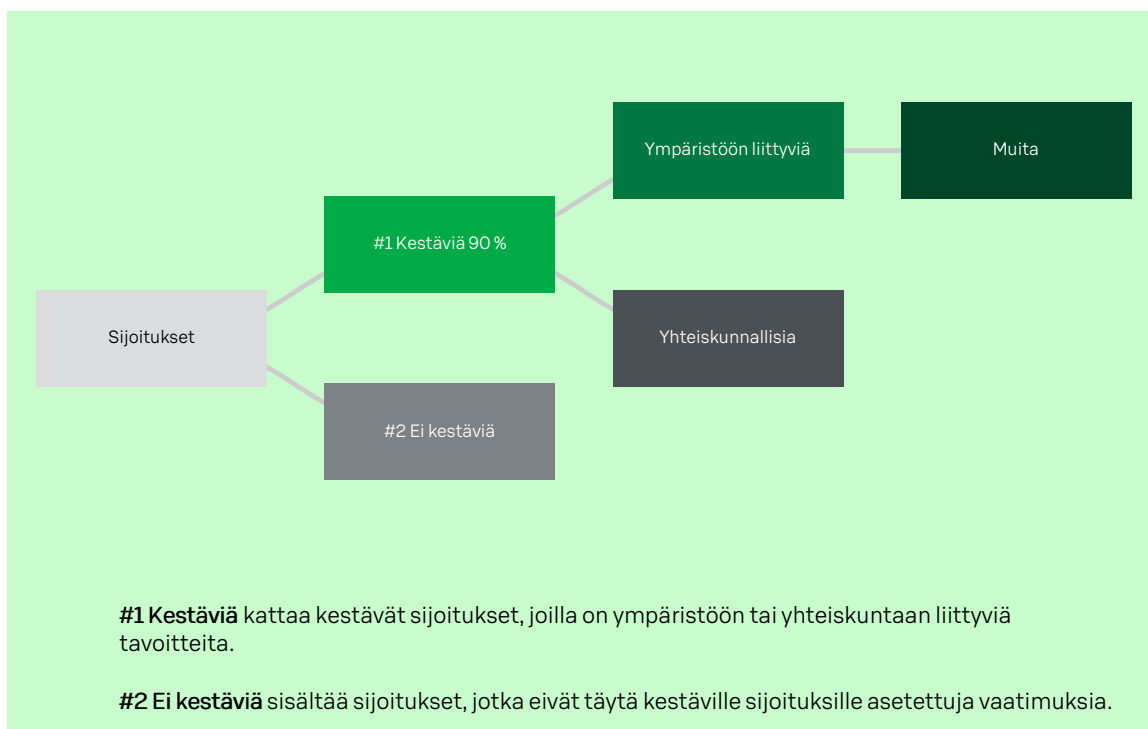 Ympäristöön liittyviä
Muita
#1 Kestäviä 90 %
Sijoitukset
Yhteiskunnallisia
#2 Ei kestäviä
#1 Kestäviä kattaa kestävät sijoitukset, joilla on ympäristöön tai yhteiskuntaan liittyviä
tavoitteita.
#2 Ei kestäviä sisältää sijoitukset, jotka eivät täytä kestäville sijoituksille asetettuja vaatimuksia.